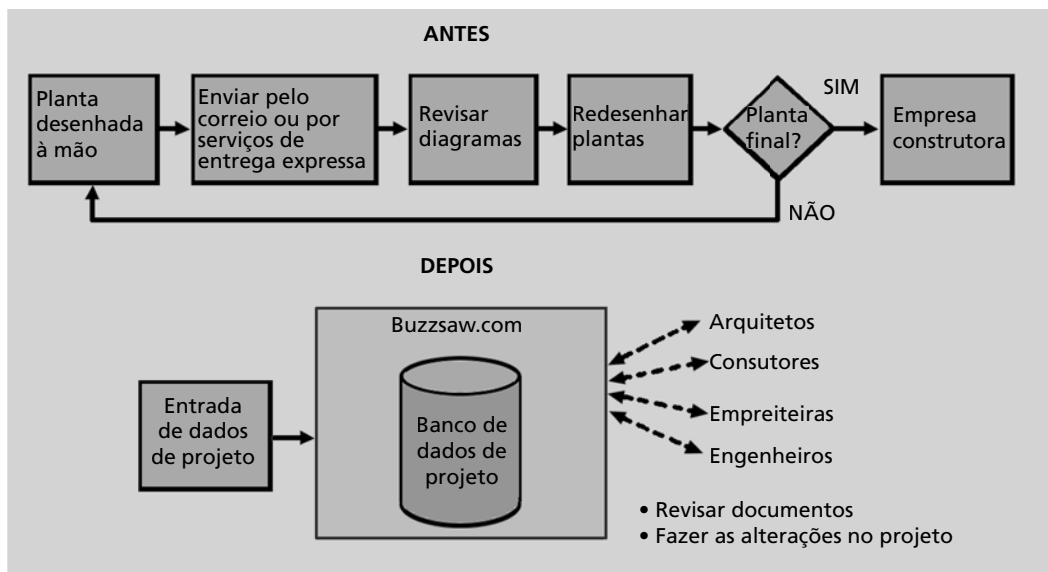 ANTES
Planta
desenhada
à mão
Enviar pelo
correio ou por
serviços de
entrega expressa
Revisar
diagramas
Redesenhar
plantas
Planta
final?
SIM
Empresa
construtora
NÃO
DEPOIS
Entrada
de dados
de projeto
Buzzsaw.com
Banco de
dados de
projeto
Arquitetos
Consutores
Empreiteiras
Engenheiros
• Revisar documentos
• Fazer as alterações no projeto